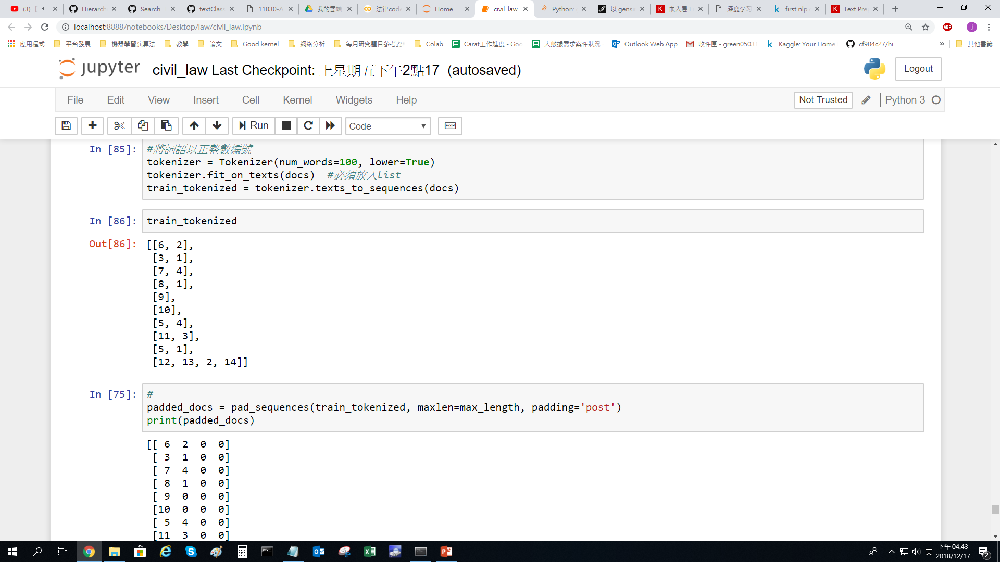 (3)
Hierarch
Search ·
textClass
11030-A
我的雲端
法律code
Home
civil_law
Python:
以 gensim
嵌入層 E
深度学习
first nlp
Text Prep
localhost:8888/notebooks/Desktop/law/civil_law.ipynb
ABP
j
應用程式
平台發展
機器學習演算法
教學
論文
Good kernel
網絡分析
每月研究題目參考資
Colab
Carat工作進度 - Goo
大數據需求案件狀況
Outlook Web App
收件匣 - green0503
Kaggle: Your Home
cf904c27/hi
»
其他書籤
jupyter
civil_law Last Checkpoint: 上星期五下午2點17 (autosaved)
Logout
File Edit View Insert Cell Kernel Widgets Help
Not Trusted
Python 3
Run
Code
In [85]:
#將詞語以正整數編號
tokenizer = Tokenizer(num_words=100, lower=True)
tokenizer.fit_on_texts(docs)  #必須放入list
train_tokenized = tokenizer.texts_to_sequences(docs)
In [86]:
train_tokenized
Out[86]:
[[6, 2],
[3, 1],
[7, 4],
[8, 1],
[9],
[10],
[5, 4],
[11, 3],
[5, 1],
[12, 13, 2, 14]]
In [75]:
#
padded_docs = pad_sequences(train_tokenized, maxlen=max_length, padding='post')
print(padded_docs)
[[ 6  2  0  0]
[ 3  1  0  0]
[ 7  4  0  0]
[ 8  1  0  0]
[ 9  0  0  0]
[10  0  0  0]
[ 5  4  0  0]
[11  3  0  0]
英
下午 04:43
2018/12/17
2